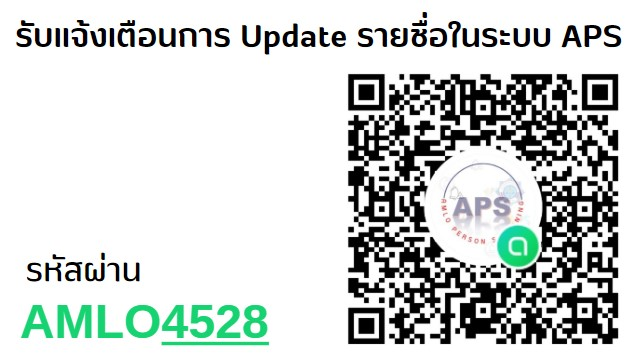 รับแจ้งเตือนการ Update รายชื่อในระบบ APS
APS
AMLO PERSON S
NING
รหัสผ่าน
AMLO4528